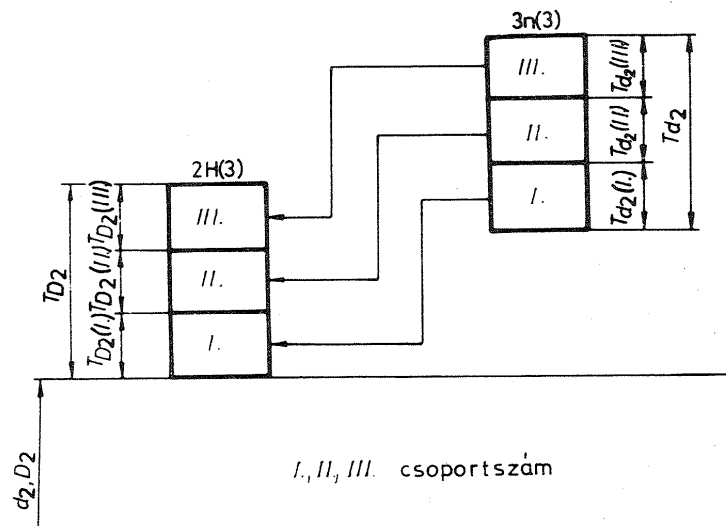 3n(3)
III.
II.
I.
Td2(III)
Td2(II)
Td2(I.)
Td2
2H(3)
III.
II.
I.
TD2(III)
TD2(II)
TD2(I.)
TD2
d2, D2
I., II., III. csoportszám